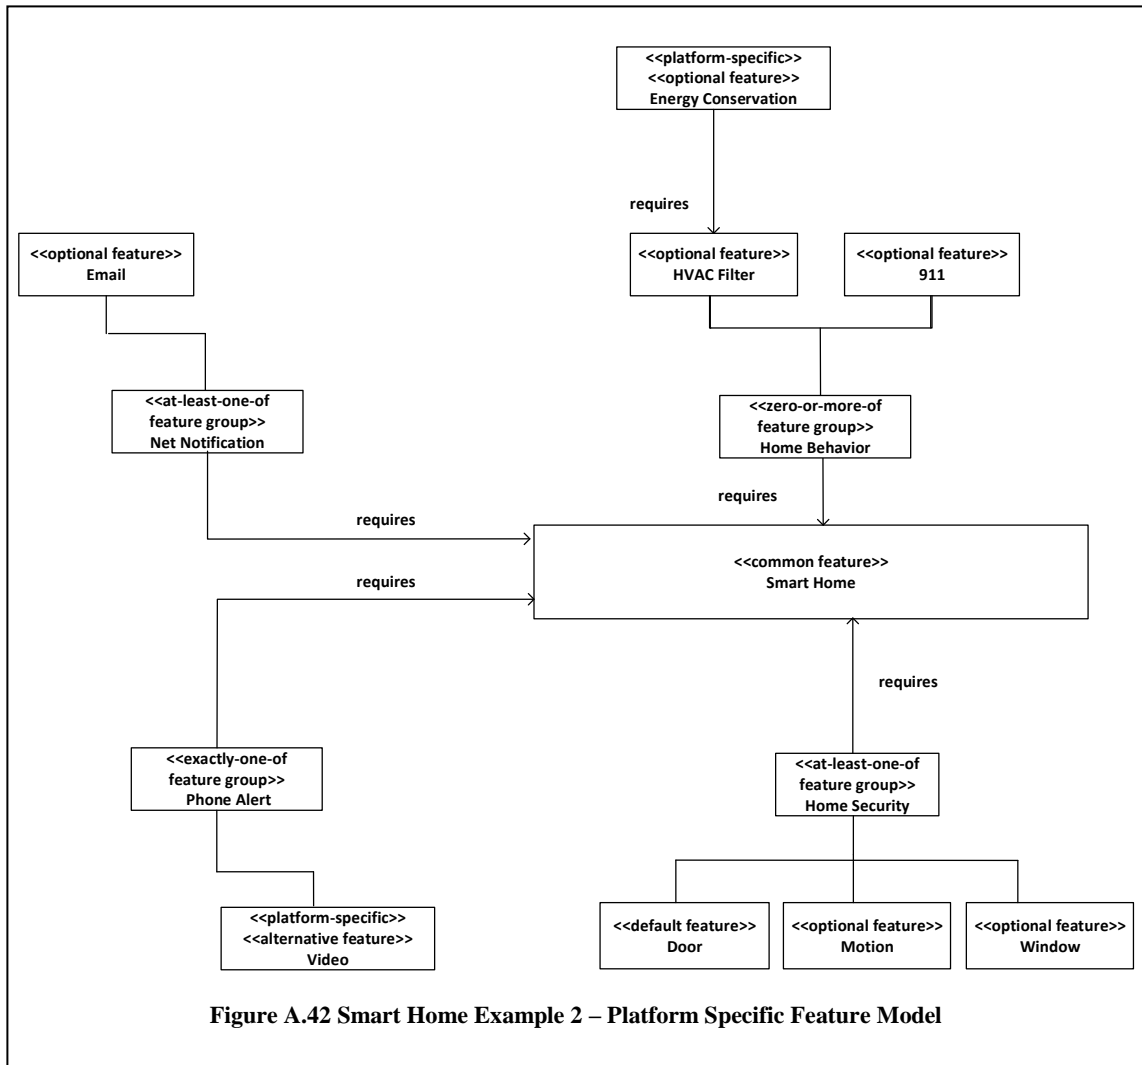 <<platform-specific>>
<<optional feature>>
Energy Conservation
requires
<<optional feature>>
Email
<<optional feature>>
HVAC Filter
<<optional feature>>
911
<<at-least-one-of
feature group>>
Net Notification
<<zero-or-more-of
feature group>>
Home Behavior
requires
requires
<<common feature>>
Smart Home
requires
requires
<<exactly-one-of
feature group>>
Phone Alert
<<at-least-one-of
feature group>>
Home Security
<<platform-specific>>
<<alternative feature>>
Video
<<default feature>>
Door
<<optional feature>>
Motion
<<optional feature>>
Window
Figure A.42 Smart Home Example 2 – Platform Specific Feature Model